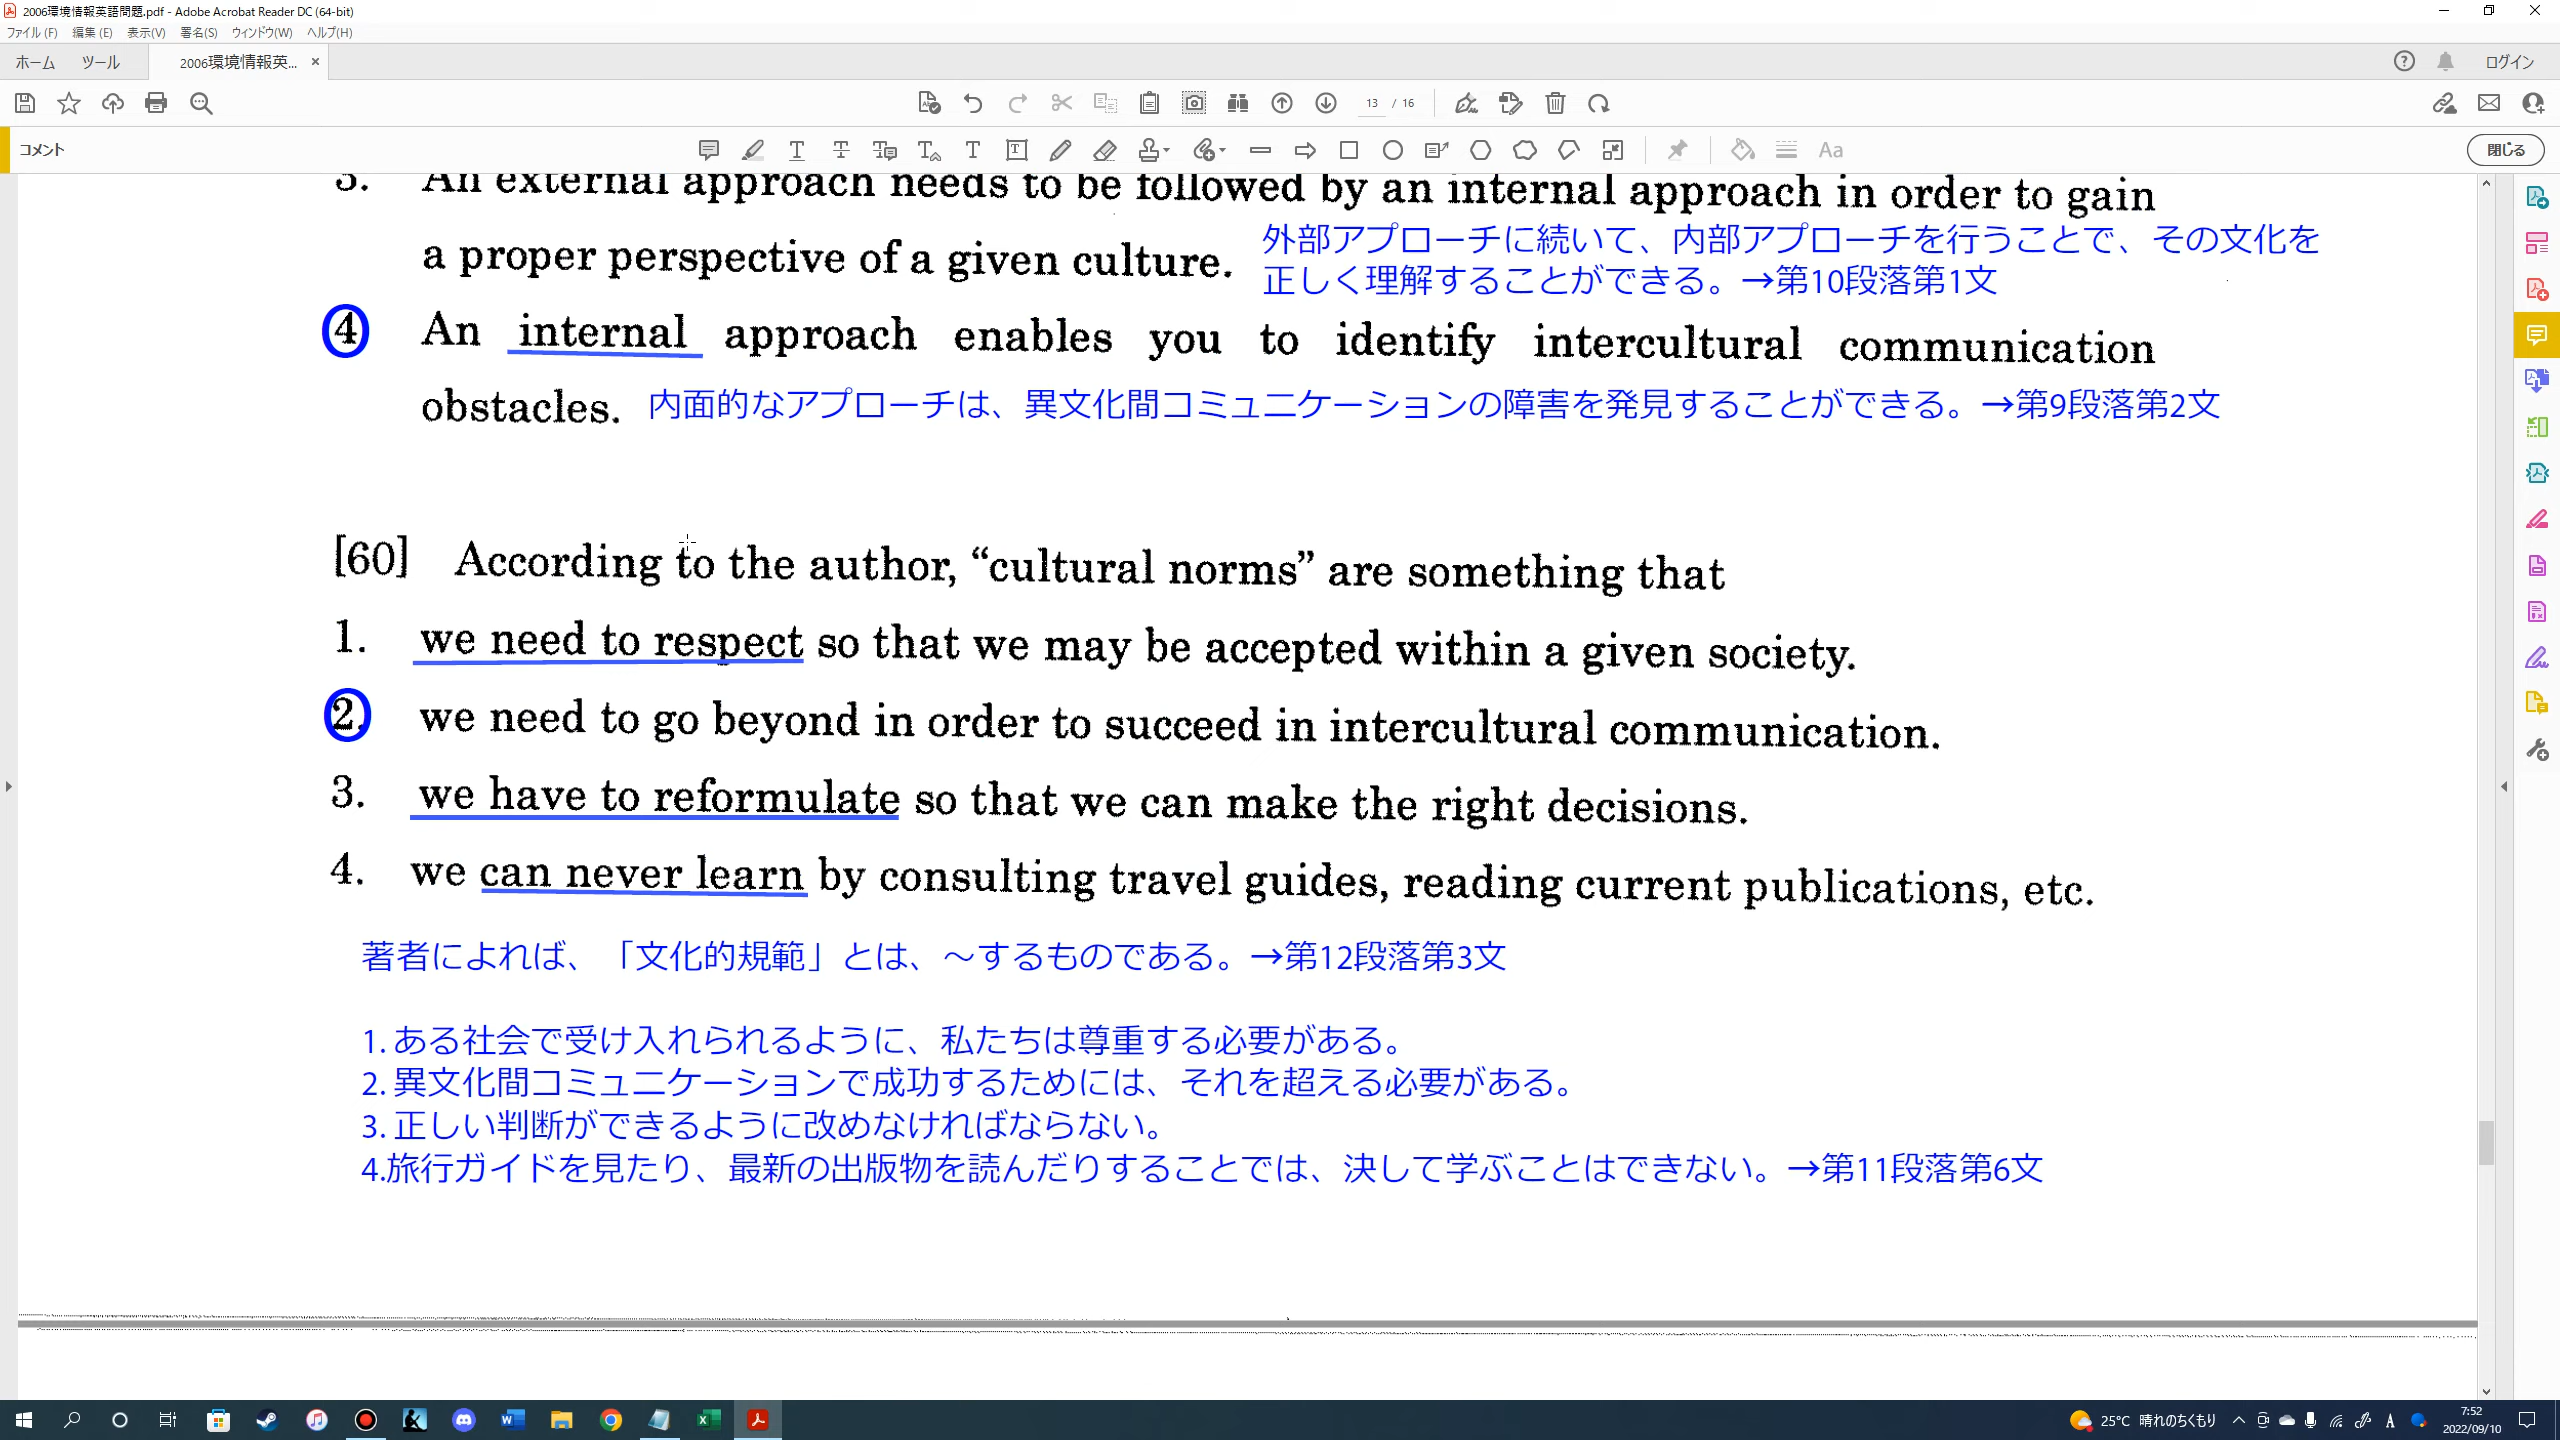 2006環境情報英語問題.pdf - Adobe Acrobat Reader DC (64-bit)
ファイル(F) 編集(E) 表示(V) 署名(S) ウィンドウ(W) ヘルプ(H)
ホーム ツール 2006環境情報英... × ログイン
13 / 16
コメント Aa 閉じる
3. An external approach needs to be followed by an internal approach in order to gain
a proper perspective of a given culture. 外部アプローチに続いて、内部アプローチを行うことで、その文化を
正しく理解することができる。→第10段落第1文
4 An internal approach enables you to identify intercultural communication
obstacles. 内面的なアプローチは、異文化間コミュニケーションの障害を発見することができる。→第9段落第2文
[60] According to the author, “cultural norms” are something that
1. we need to respect so that we may be accepted within a given society.
2. we need to go beyond in order to succeed in intercultural communication.
3. we have to reformulate so that we can make the right decisions.
4. we can never learn by consulting travel guides, reading current publications, etc.
著者によれば、「文化的規範」とは、～するものである。→第12段落第3文
1. ある社会で受け入れられるように、私たちは尊重する必要がある。
2. 異文化間コミュニケーションで成功するためには、それを超える必要がある。
3. 正しい判断ができるように改めなければならない。
4.旅行ガイドを見たり、最新の出版物を読んだりすることでは、決して学ぶことはできない。→第11段落第6文
25°C 晴れのちくもり A 7:52
2022/09/10